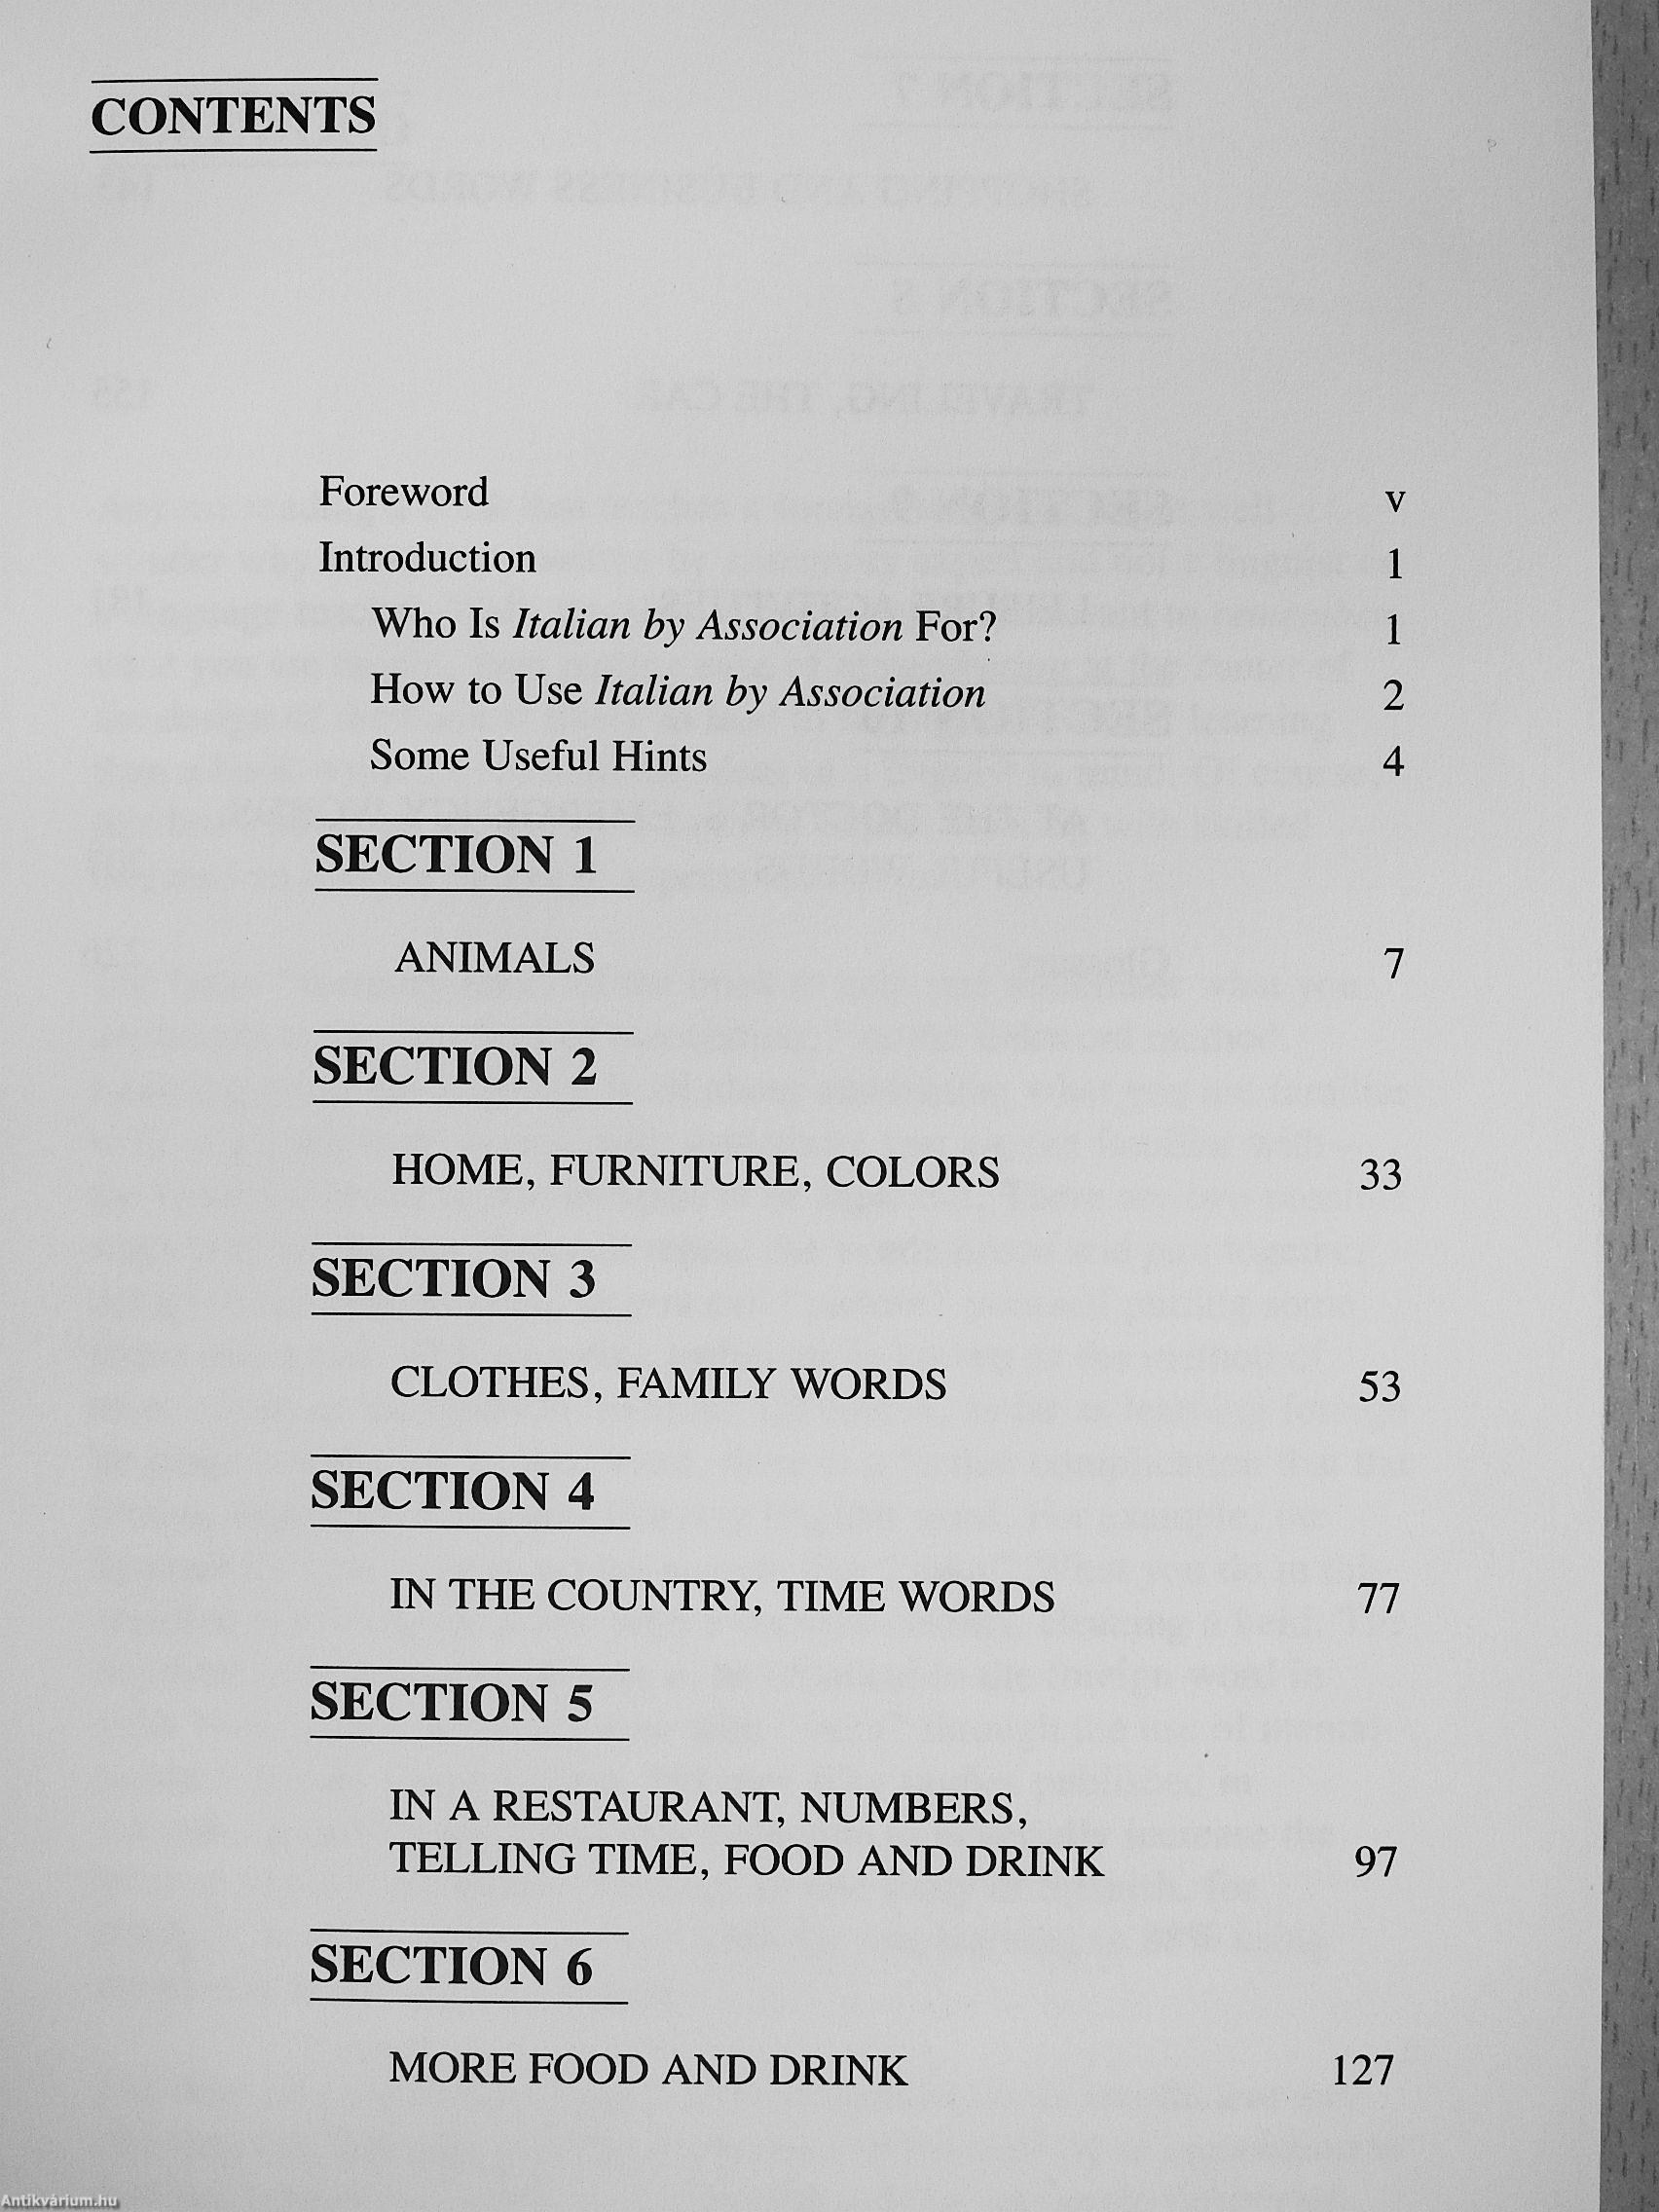 CONTENTS
Foreword v
Introduction 1
Who Is Italian by Association For? 1
How to Use Italian by Association 2
Some Useful Hints 4
SECTION 1
ANIMALS 7
SECTION 2
HOME, FURNITURE, COLORS 33
SECTION 3
CLOTHES, FAMILY WORDS 53
SECTION 4
IN THE COUNTRY, TIME WORDS 77
SECTION 5
IN A RESTAURANT, NUMBERS,
TELLING TIME, FOOD AND DRINK 97
SECTION 6
MORE FOOD AND DRINK 127
Antikvárium.hu